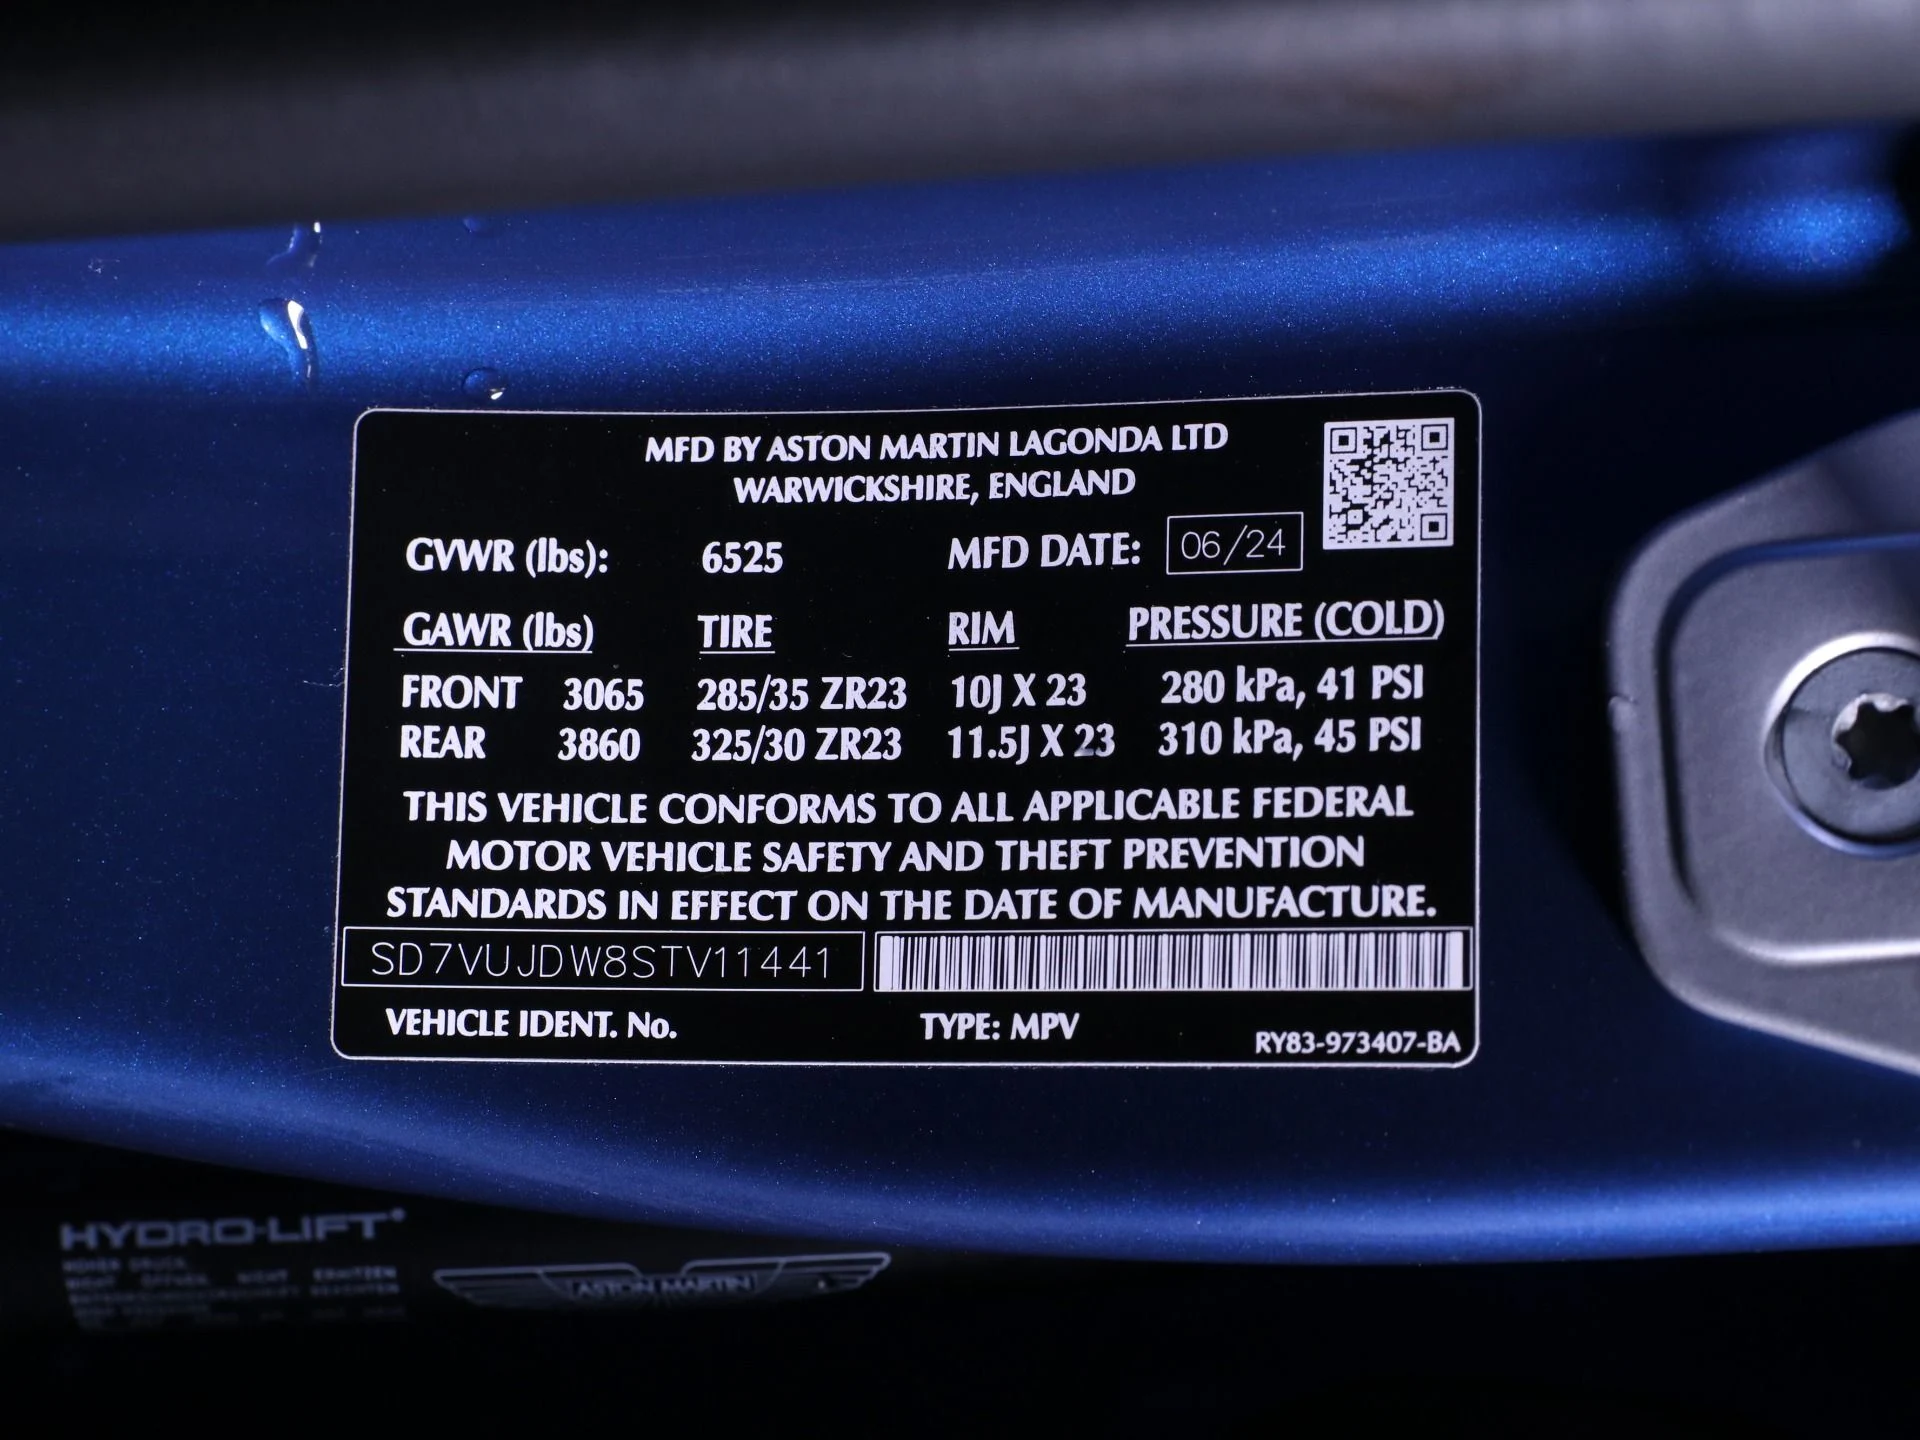 MFD BY ASTON MARTIN LAGONDA LTD
WARWICKSHIRE, ENGLAND
GVWR (lbs): 6525 MFD DATE: 06/24
GAWR (lbs) TIRE RIM PRESSURE (COLD)
FRONT 3065 285/35 ZR23 10J X 23 280 kPa, 41 PSI
REAR 3860 325/30 ZR23 11.5J X 23 310 kPa, 45 PSI
THIS VEHICLE CONFORMS TO ALL APPLICABLE FEDERAL
MOTOR VEHICLE SAFETY AND THEFT PREVENTION
STANDARDS IN EFFECT ON THE DATE OF MANUFACTURE.
SD7VUJDW8STV11441
VEHICLE IDENT. No. TYPE: MPV RY83-973407-BA
HYDRO-LIFT
ASTON MARTIN